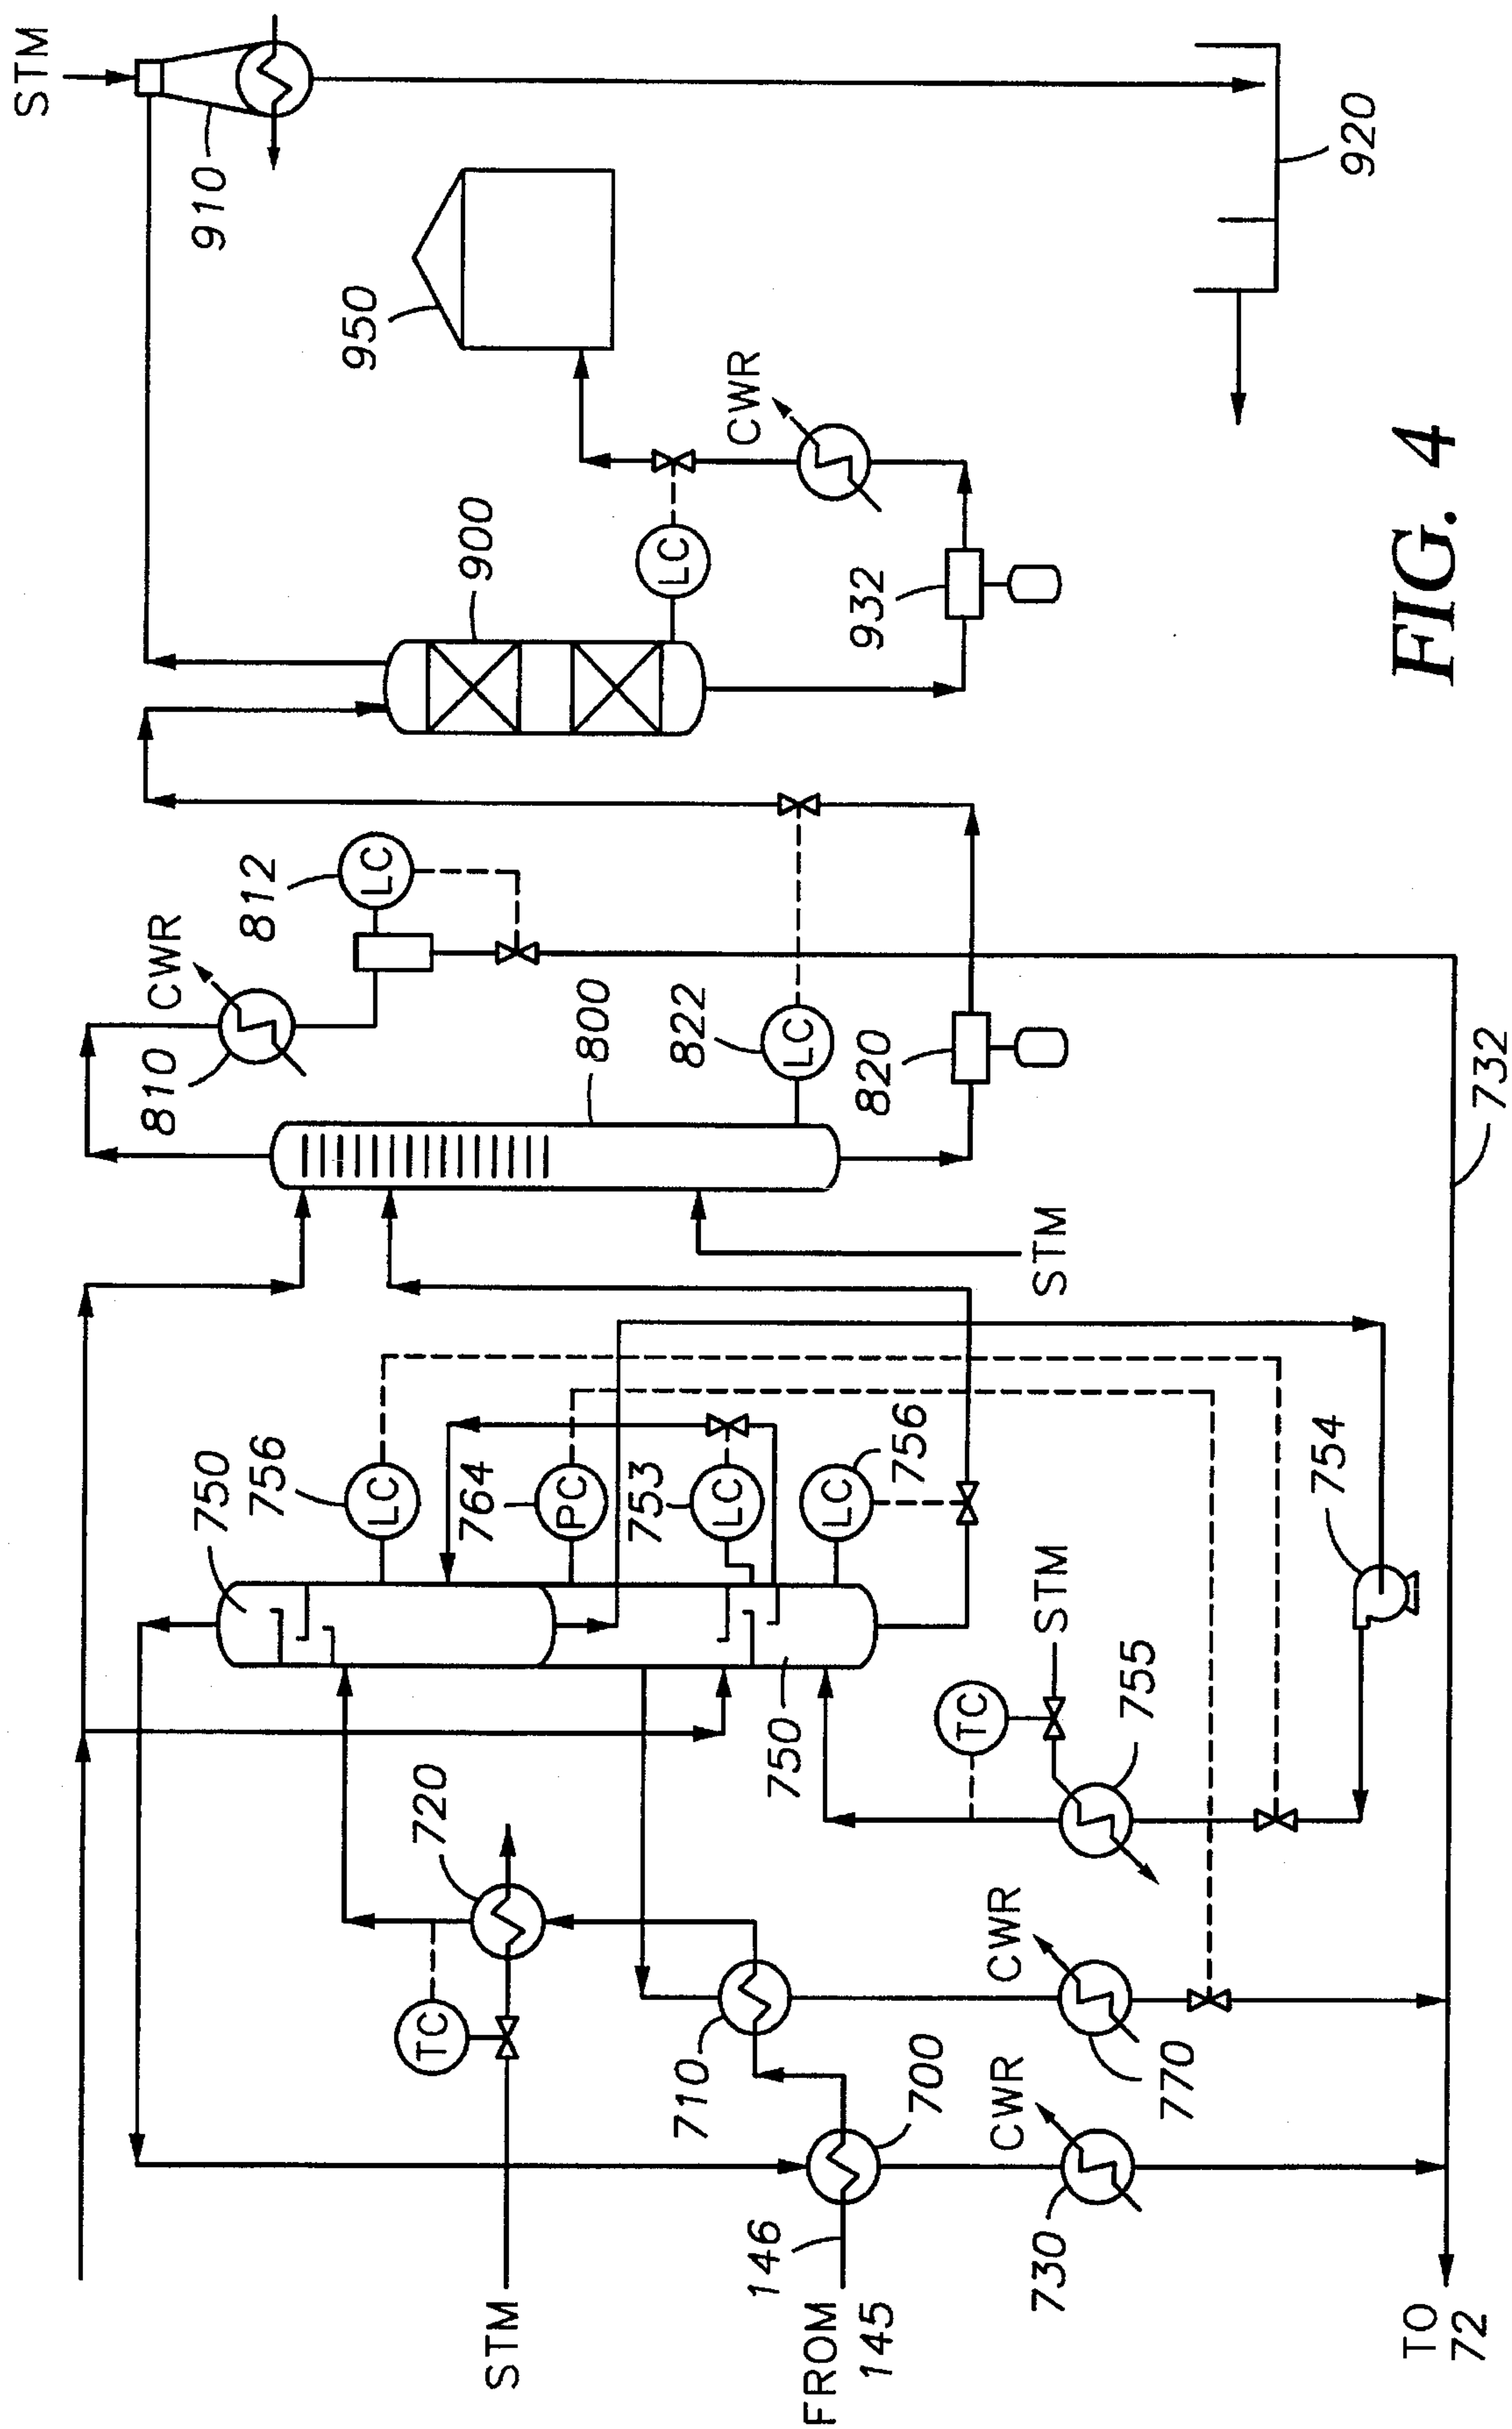 STM
910
920
950
CWR
900
LC
932
812
LC
CWR
810
800
822
LC
820
732
STM
750
756
LC
764
PC
753
LC
756
LC
754
STM
755
TC
750
720
TC
CWR
770
710
700
CWR
730
STM
146
FROM
145
TO
72
FIG. 4